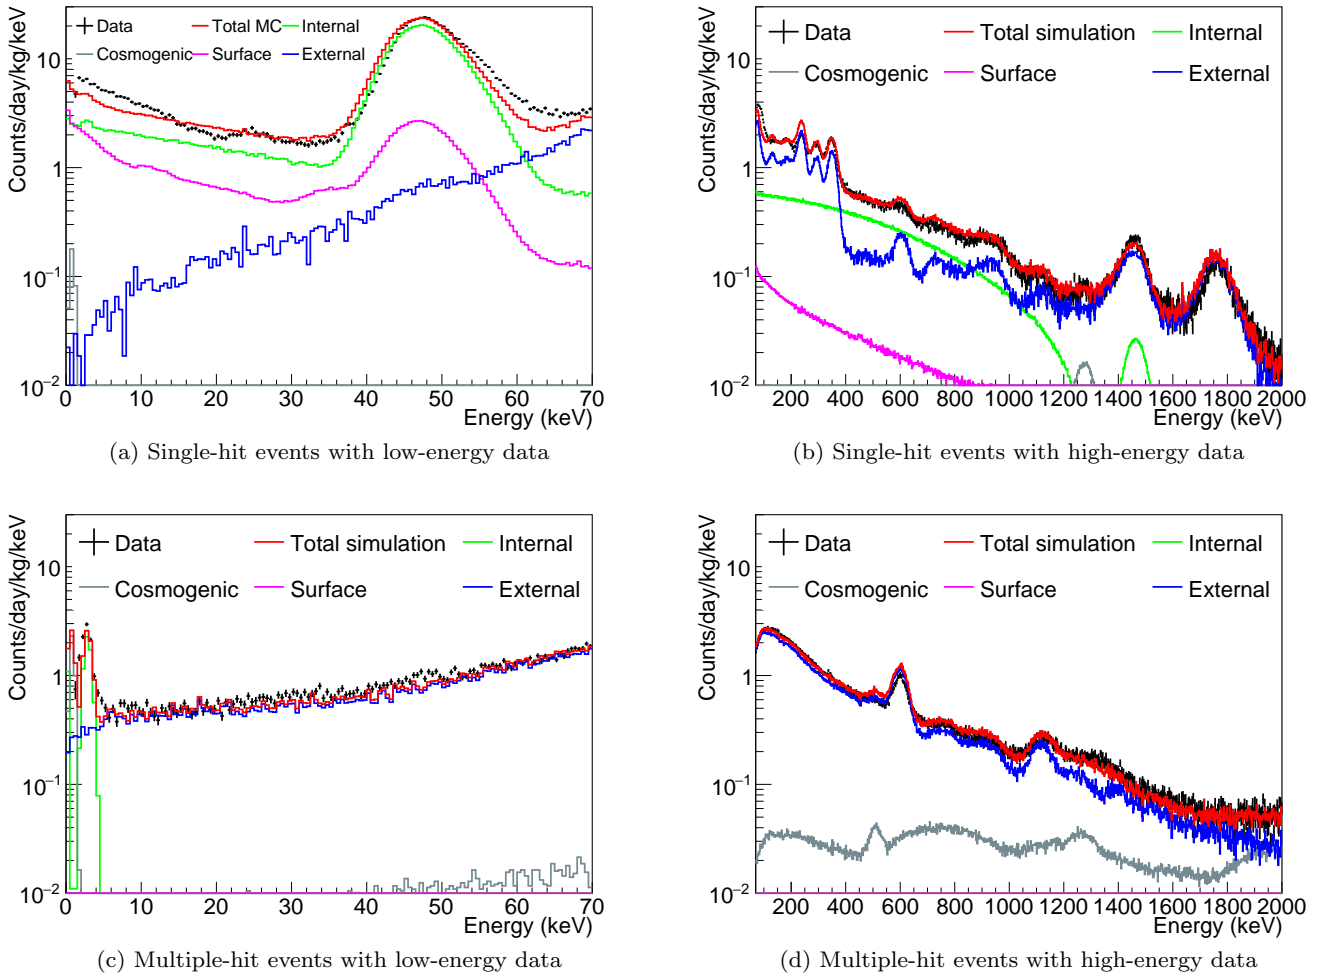 Counts/day/kg/keV
Data Total MC Internal
Cosmogenic Surface External
10
1
10⁻¹
10⁻²
0 10 20 30 40 50 60 70
Energy (keV)
(a) Single-hit events with low-energy data
Counts/day/kg/keV
Data Total simulation Internal
Cosmogenic Surface External
10
1
10⁻¹
10⁻²
200 400 600 800 1000 1200 1400 1600 1800 2000
Energy (keV)
(b) Single-hit events with high-energy data
Counts/day/kg/keV
Data Total simulation Internal
Cosmogenic Surface External
10
1
10⁻¹
10⁻²
0 10 20 30 40 50 60 70
Energy (keV)
(c) Multiple-hit events with low-energy data
Counts/day/kg/keV
Data Total simulation Internal
Cosmogenic Surface External
10
1
10⁻¹
10⁻²
200 400 600 800 1000 1200 1400 1600 1800 2000
Energy (keV)
(d) Multiple-hit events with high-energy data